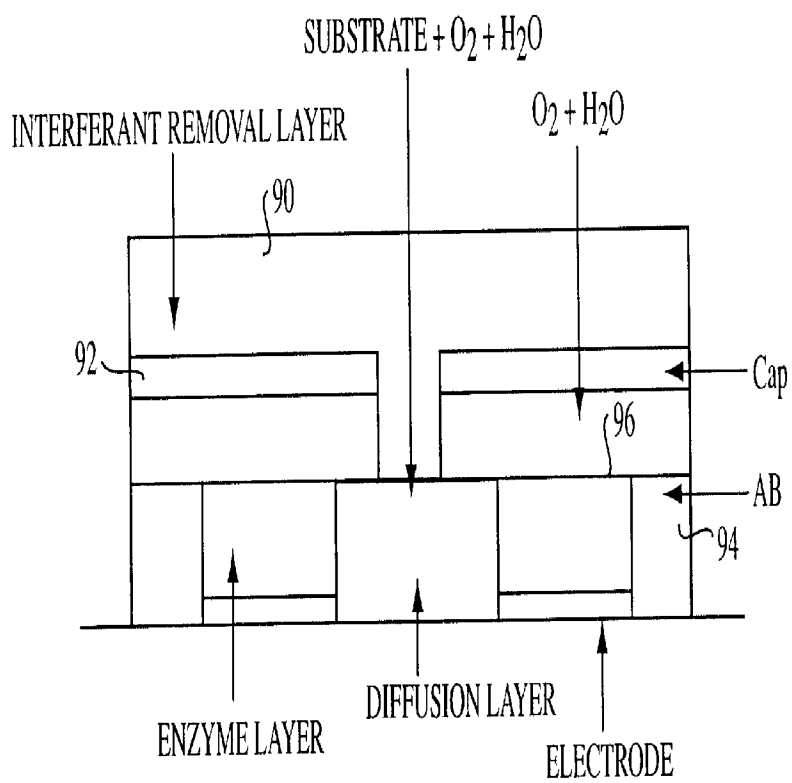 SUBSTRATE + O₂ + H₂O
O₂ + H₂O
INTERFERANT REMOVAL LAYER
90
92
Cap
96
AB
94
DIFFUSION LAYER
ENZYME LAYER
ELECTRODE